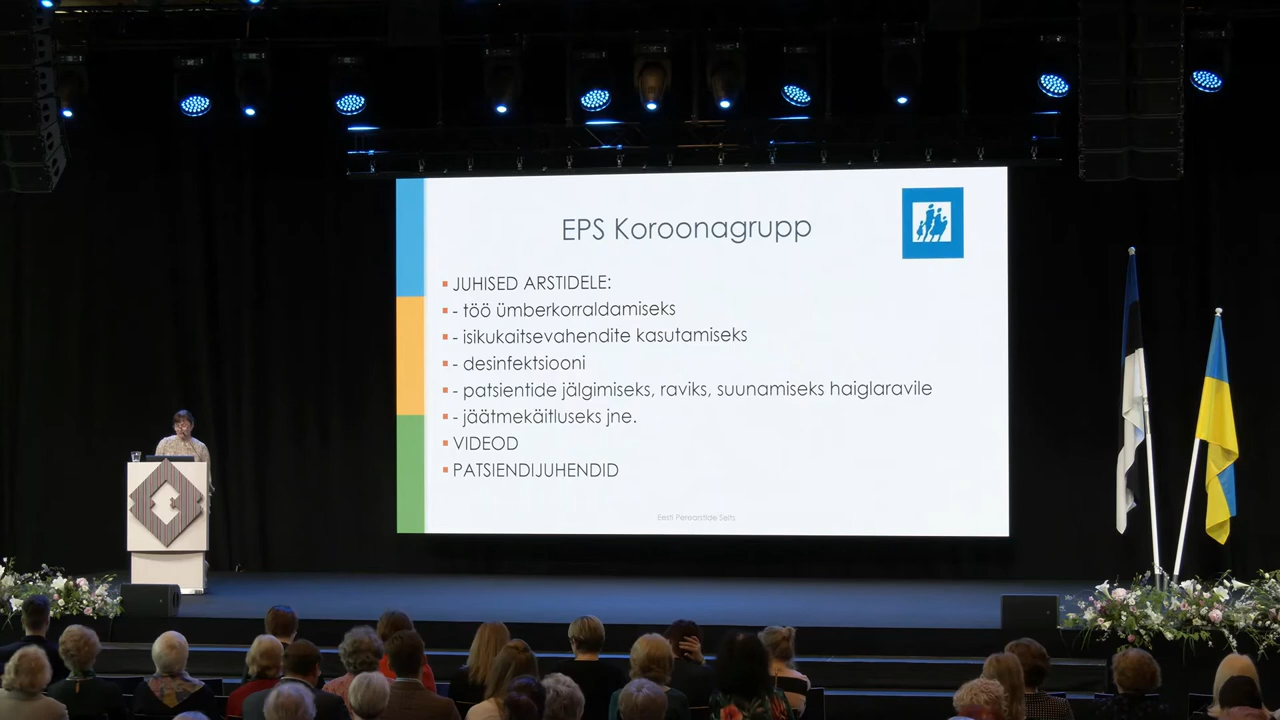 EPS Koroonagrupp
JUHISED ARSTIDELE:
- töö ümberkorraldamiseks
- isikukaitsevahendite kasutamiseks
- desinfektsiooni
- patsientide jälgimiseks, raviks, suunamiseks haiglaravile
- jäätmekäitluseks jne.
VIDEOD
PATSIENDIJUHENDID
Eesti Perearstide Selts